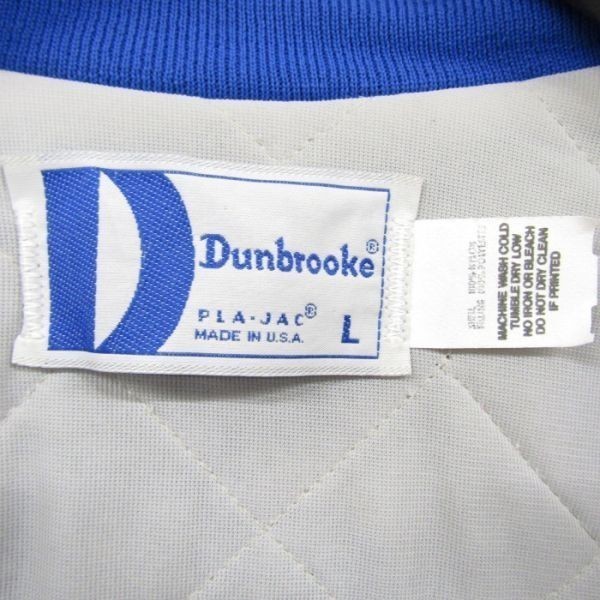 Dunbrooke®
PLA-JAC® L
MADE IN U.S.A.
MACHINE WASH COLD
TUMBLE DRY LOW
NO IRON OR BLEACH
DO NOT DRY CLEAN
IF PRINTED